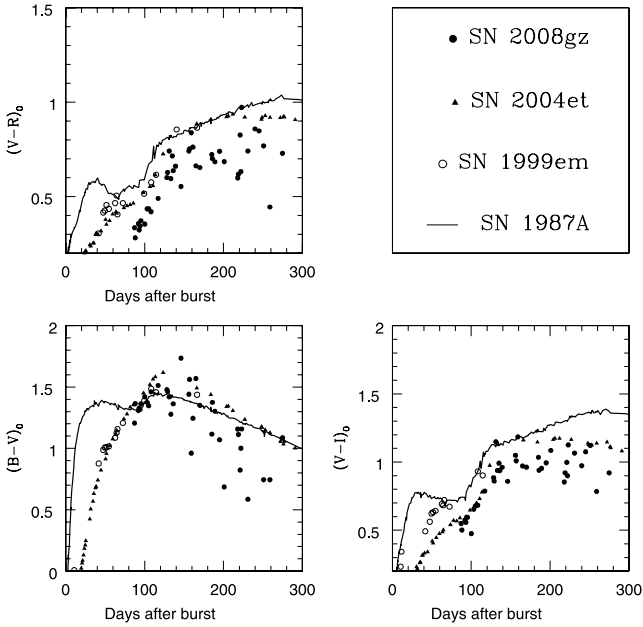 1.5
1
0.5
(V−R)₀
0 100 200 300
Days after burst
SN 2008gz
SN 2004et
SN 1999em
SN 1987A
2
1.5
1
0.5
0
(B−V)₀
0 100 200 300
Days after burst
2
1.5
1
0.5
(V−I)₀
0 100 200 300
Days after burst